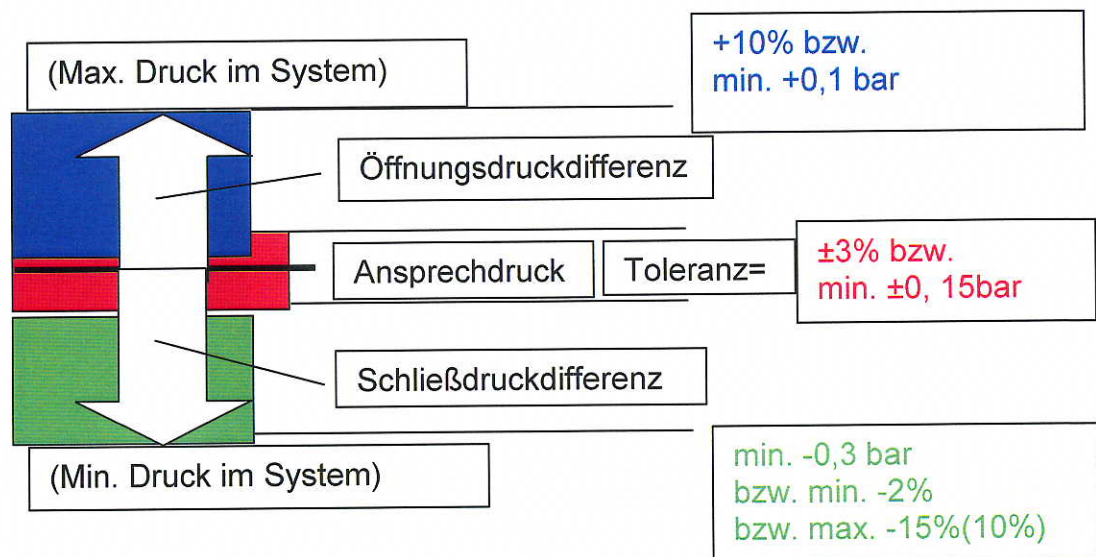 (Max. Druck im System)
+10% bzw.
min. +0,1 bar
Öffnungsdruckdifferenz
Ansprechdruck
Toleranz=
±3% bzw.
min. ±0, 15bar
Schließdruckdifferenz
(Min. Druck im System)
min. -0,3 bar
bzw. min. -2%
bzw. max. -15%(10%)